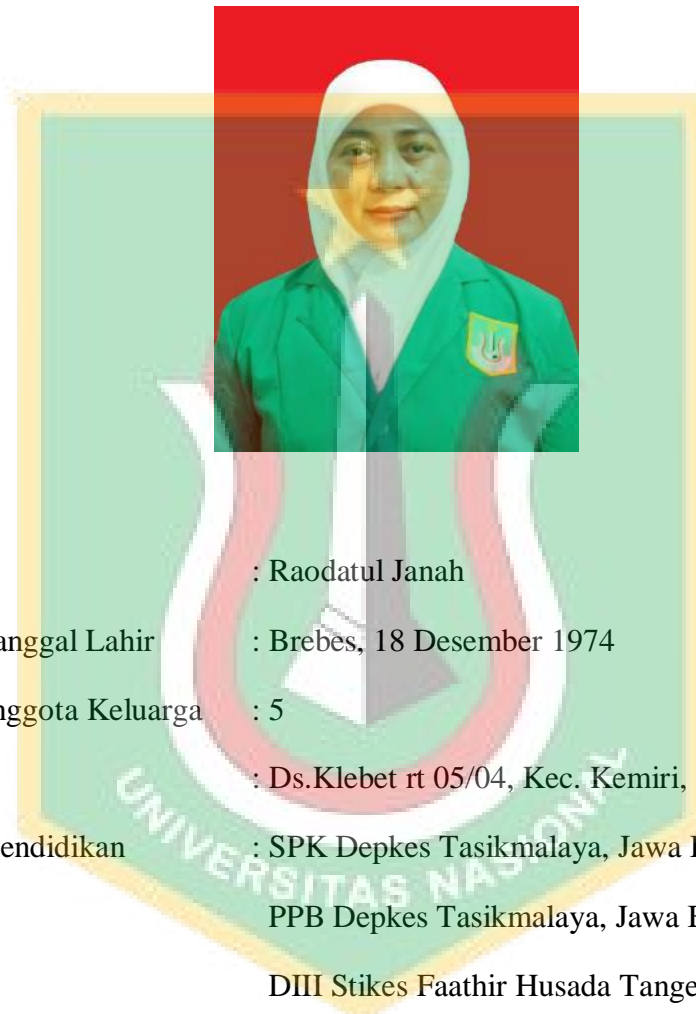 : Raodatul Janah
anggal Lahir : Brebes, 18 Desember 1974
nggota Keluarga : 5
: Ds.Klebet rt 05/04, Kec. Kemiri,
endidikan : SPK Depkes Tasikmalaya, Jawa
PPB Depkes Tasikmalaya, Jawa
DIII Stikes Faathir Husada Tange
UNIVERSITAS NASIONAL